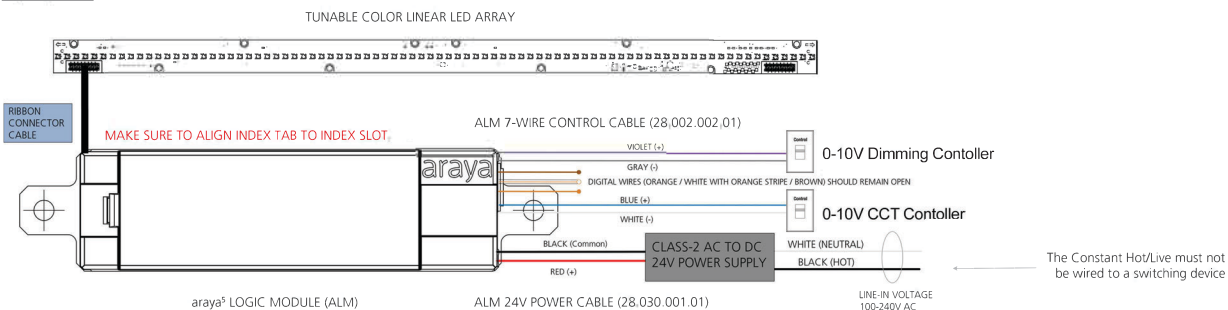 TUNABLE COLOR LINEAR LED ARRAY
RIBBON
CONNECTOR
CABLE
MAKE SURE TO ALIGN INDEX TAB TO INDEX SLOT
ALM 7-WIRE CONTROL CABLE (28.002.002.01)
araya
VIOLET (+)
GRAY (-)
DIGITAL WIRES (ORANGE / WHITE WITH ORANGE STRIPE / BROWN) SHOULD REMAIN OPEN
BLUE (+)
WHITE (-)
Control
0-10V Dimming Contoller
Control
0-10V CCT Contoller
BLACK (Common)
RED (+)
CLASS-2 AC TO DC
24V POWER SUPPLY
WHITE (NEUTRAL)
BLACK (HOT)
The Constant Hot/Live must not
be wired to a switching device
LINE-IN VOLTAGE
100-240V AC
araya⁵ LOGIC MODULE (ALM)
ALM 24V POWER CABLE (28.030.001.01)